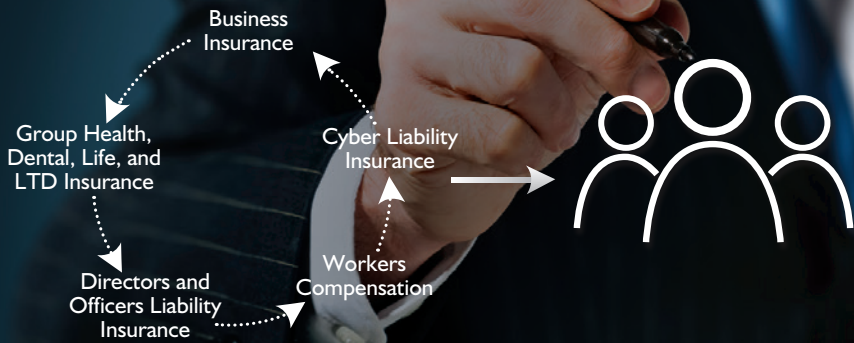 Business
Insurance
Group Health,
Dental, Life, and
LTD Insurance
Cyber Liability
Insurance
Workers
Compensation
Directors and
Officers Liability
Insurance